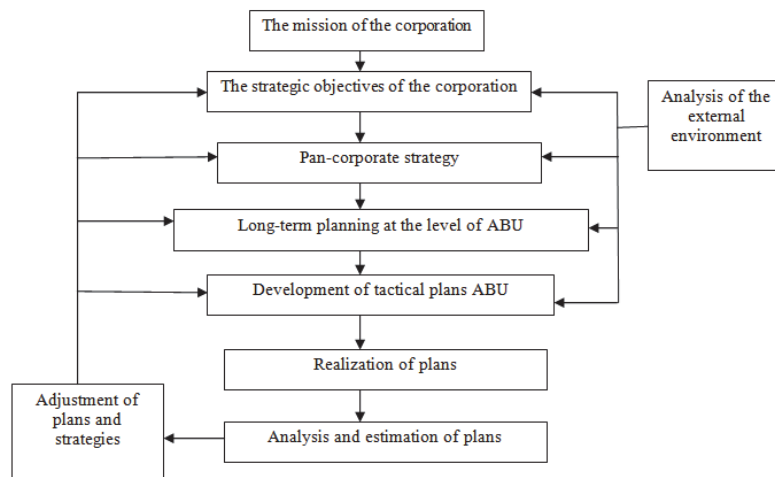 The mission of the corporation
The strategic objectives of the corporation
Analysis of the
external
environment
Pan-corporate strategy
Long-term planning at the level of ABU
Development of tactical plans ABU
Realization of plans
Adjustment of
plans and
strategies
Analysis and estimation of plans